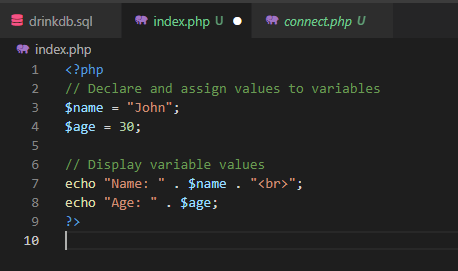 drinkdb.sql index.php U connect.php U
index.php
1 <?php
2 // Declare and assign values to variables
3 $name = "John";
4 $age = 30;
5
6 // Display variable values
7 echo "Name: " . $name . "<br>";
8 echo "Age: " . $age;
9 ?>
10